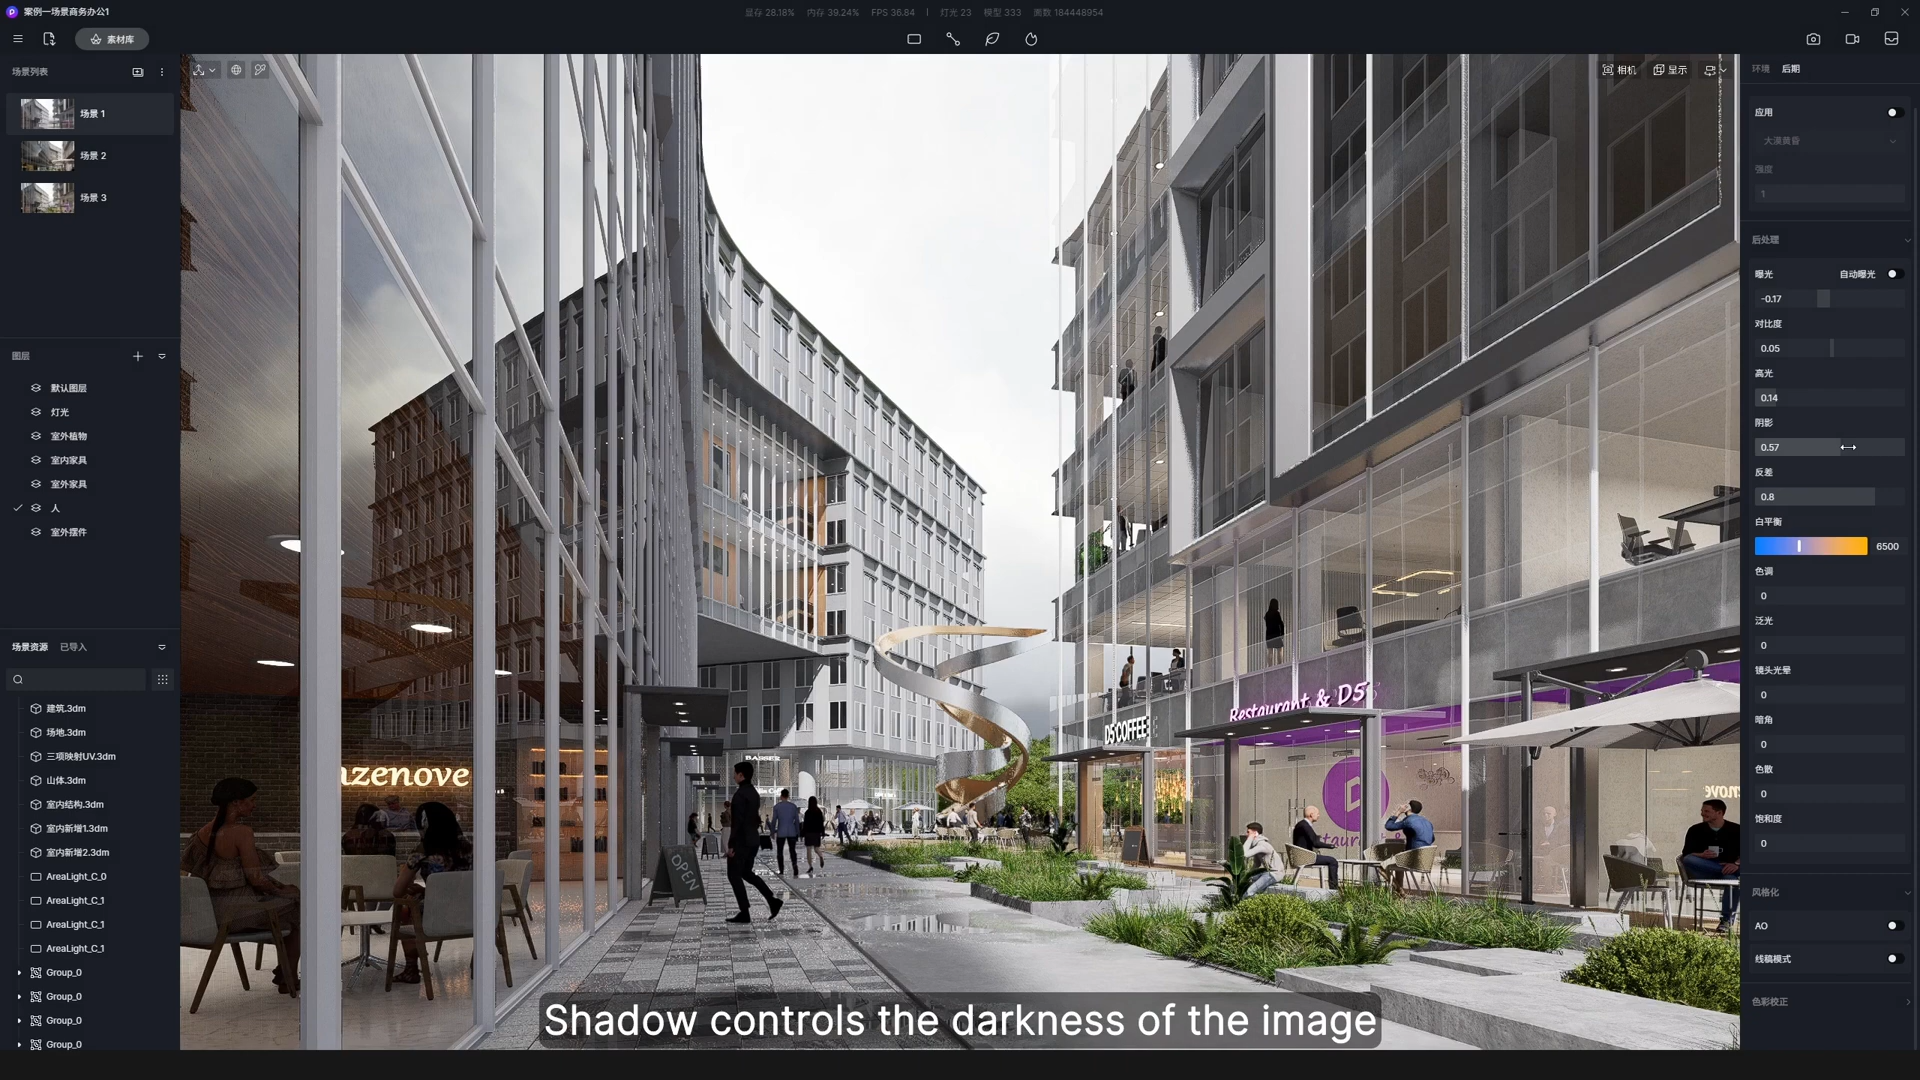 案例一场景商务办公1
显存 28.18% 内存 39.24% FPS 36.84 | 灯光 23 模型 333 面数 184448954
素材库
场景列表
场景 1
场景 2
场景 3
图层
默认图层
灯光
室外植物
室内家具
室外家具
人
室外摆件
场景资源 已导入
建筑.3dm
场地.3dm
三项映射UV.3dm
山体.3dm
室内结构.3dm
室内新增1.3dm
室内新增2.3dm
AreaLight_C_0
AreaLight_C_1
AreaLight_C_1
AreaLight_C_1
Group_0
Group_0
Group_0
Group_0
相机 显示
azenove
OPEN
D5 COFFEE
Restaurant & D5
Shadow controls the darkness of the image
环境 后期
应用
大漠黄昏
强度
1
后处理
曝光 自动曝光
-0.17
对比度
0.05
高光
0.14
阴影
0.57
反差
0.8
白平衡
6500
色调
0
泛光
0
镜头光晕
0
暗角
0
色散
0
饱和度
0
风格化
AO
线稿模式
色彩校正